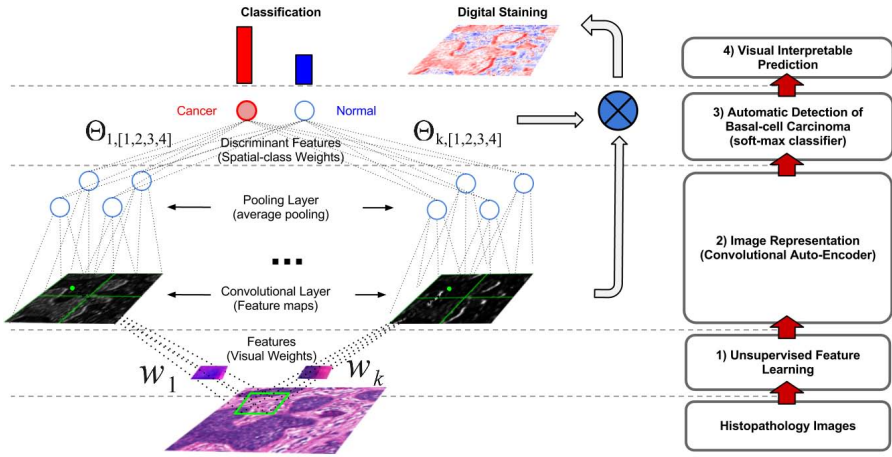 Classification
Digital Staining
Cancer
Normal
Θ1,[1,2,3,4]
Θk,[1,2,3,4]
Discriminant Features
(Spatial-class Weights)
Pooling Layer
(average pooling)
...
Convolutional Layer
(Feature maps)
Features
(Visual Weights)
w1
wk
4) Visual Interpretable
Prediction
3) Automatic Detection of
Basal-cell Carcinoma
(soft-max classifier)
2) Image Representation
(Convolutional Auto-Encoder)
1) Unsupervised Feature
Learning
Histopathology Images